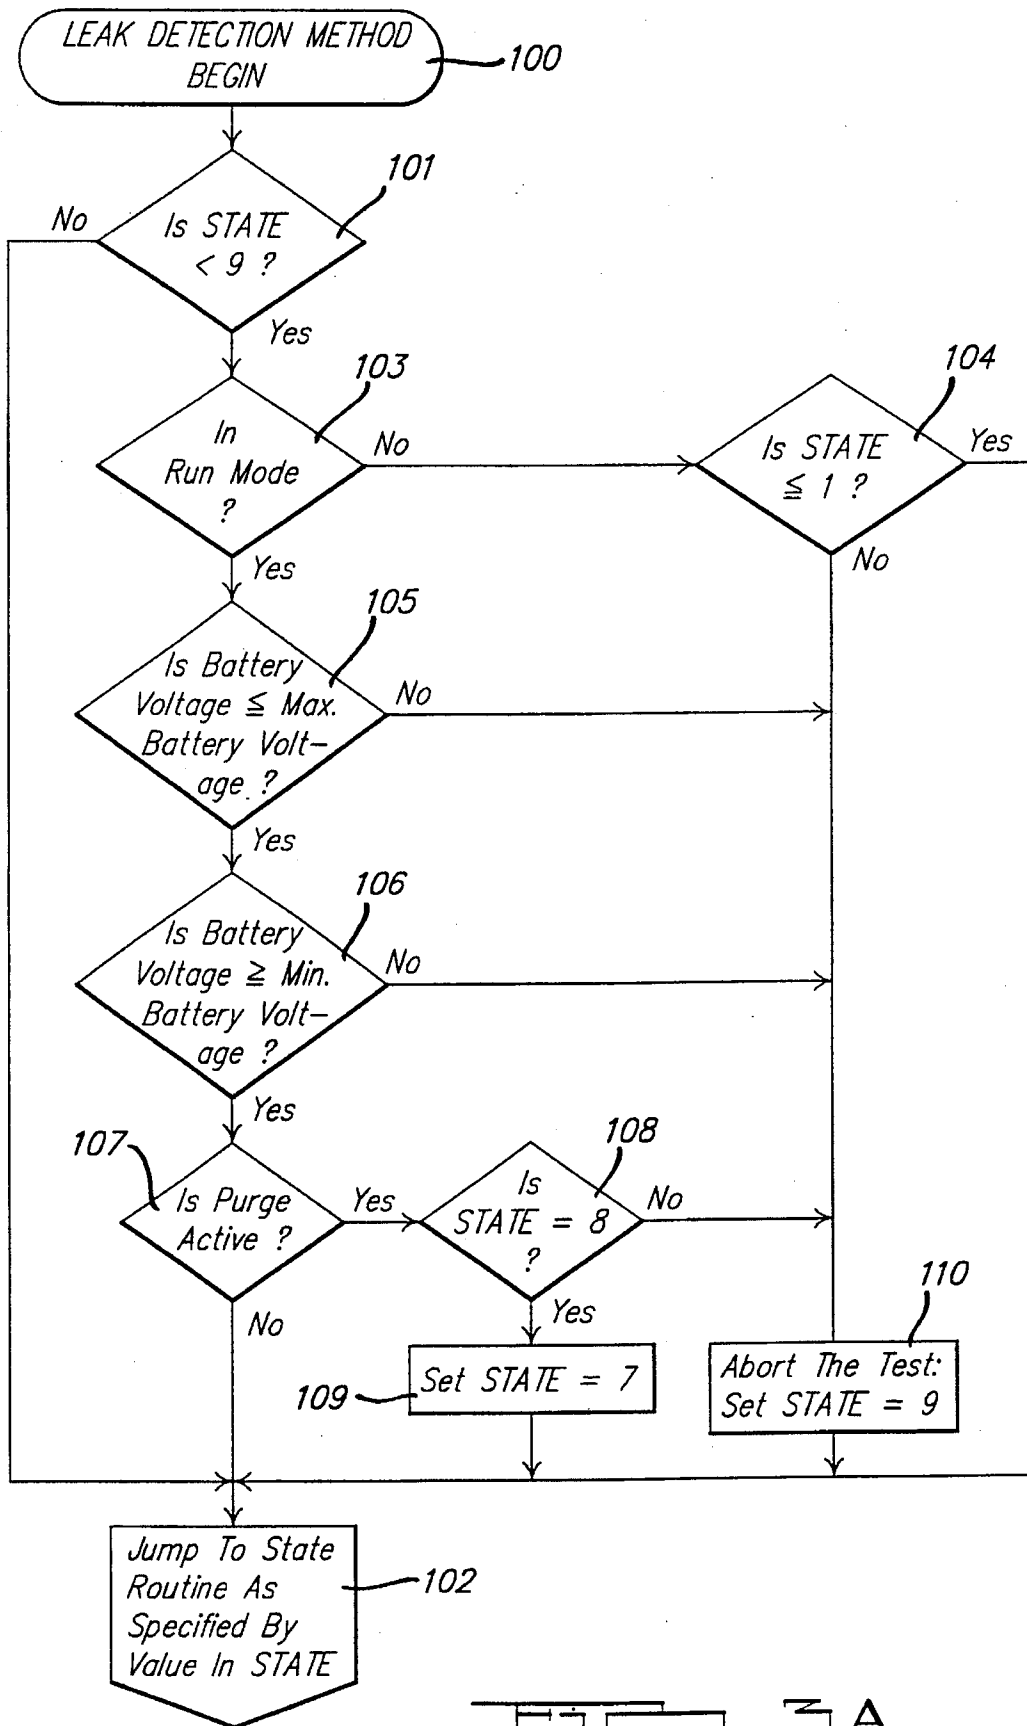 LEAK DETECTION METHOD
BEGIN
100
101
No
Is STATE
< 9 ?
Yes
103
104
In
Run Mode
?
No
Is STATE
≦ 1 ?
Yes
Yes
No
105
Is Battery
Voltage ≦ Max.
Battery Volt-
age ?
No
Yes
106
Is Battery
Voltage ≧ Min.
Battery Volt-
age ?
No
Yes
107
Is Purge
Active ?
Yes
108
Is
STATE = 8
?
No
No
Yes
110
109
Set STATE = 7
Abort The Test:
Set STATE = 9
Jump To State
Routine As
Specified By
Value In STATE
102